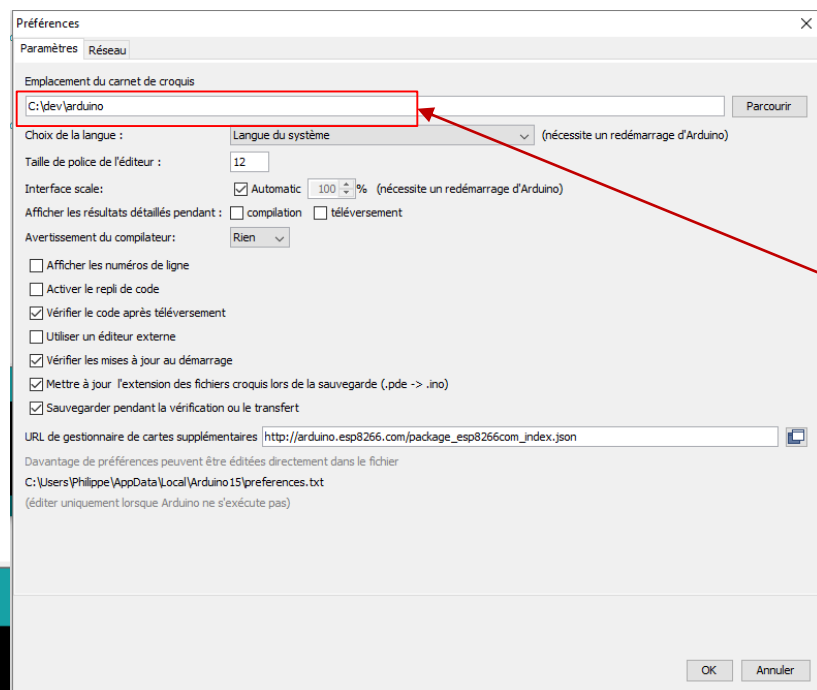 Préférences
Paramètres Réseau
Emplacement du carnet de croquis
C:\dev\arduino Parcourir
Choix de la langue : Langue du système (nécessite un redémarrage d'Arduino)
Taille de police de l'éditeur : 12
Interface scale: Automatic 100 % (nécessite un redémarrage d'Arduino)
Afficher les résultats détaillés pendant : compilation téléversement
Avertissement du compilateur: Rien
Afficher les numéros de ligne
Activer le repli de code
Vérifier le code après téléversement
Utiliser un éditeur externe
Vérifier les mises à jour au démarrage
Mettre à jour l'extension des fichiers croquis lors de la sauvegarde (.pde -> .ino)
Sauvegarder pendant la vérification ou le transfert
URL de gestionnaire de cartes supplémentaires http://arduino.esp8266.com/package_esp8266com_index.json
Davantage de préférences peuvent être éditées directement dans le fichier
C:\Users\Philippe\AppData\Local\Arduino15\preferences.txt
(éditer uniquement lorsque Arduino ne s'exécute pas)
OK Annuler